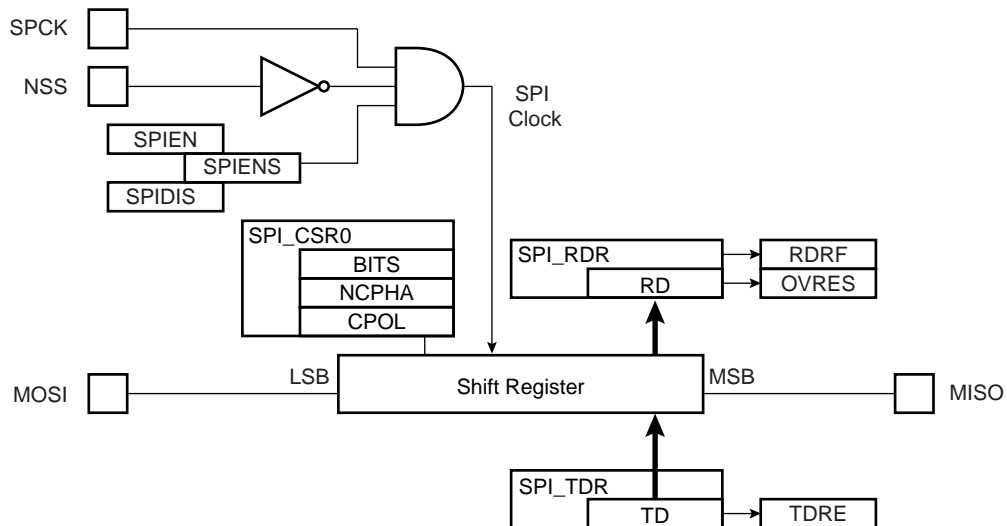 SPCK
NSS
SPI
Clock
SPIEN
SPIENS
SPIDIS
SPI_CSR0
BITS
NCPHA
CPOL
SPI_RDR
RD
RDRF
OVRES
MOSI
LSB
Shift Register
MSB
MISO
SPI_TDR
TD
TDRE